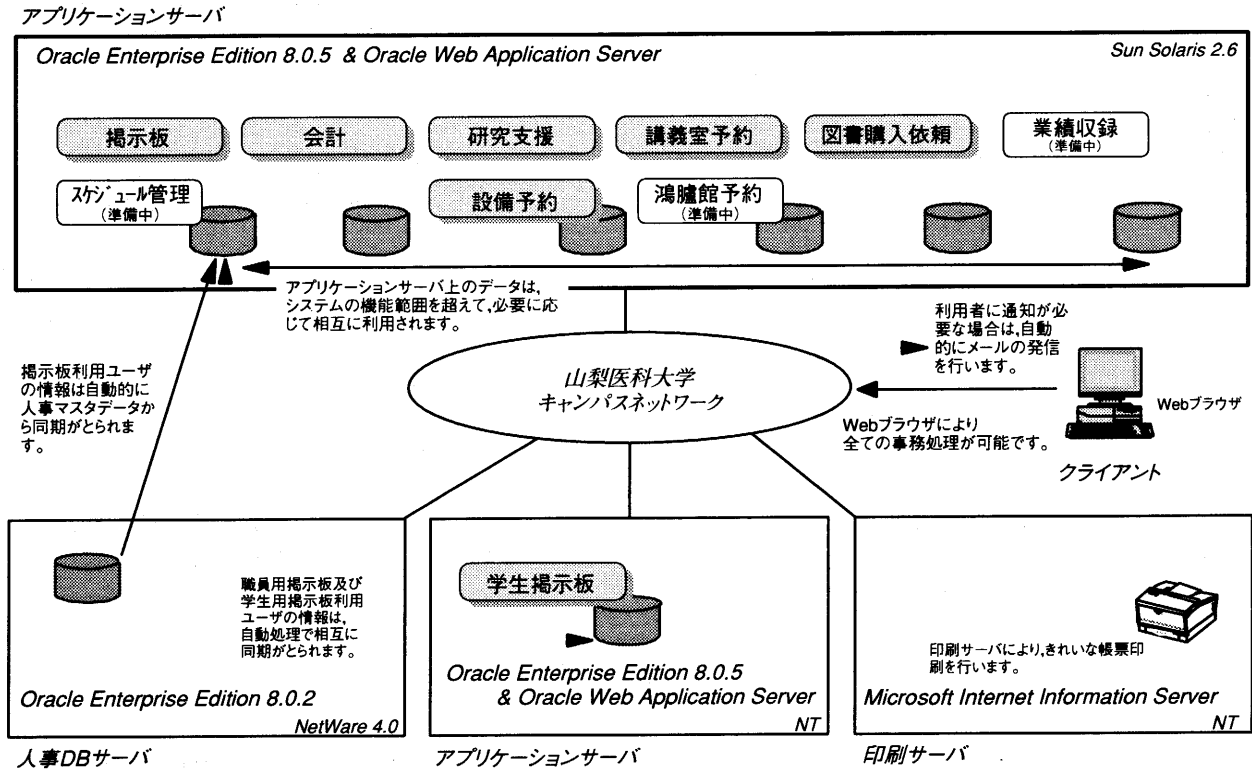 アプリケーションサーバ
Oracle Enterprise Edition 8.0.5 & Oracle Web Application Server
Sun Solaris 2.6
掲示板
会計
研究支援
講義室予約
図書購入依頼
業績収録
(準備中)
スケジュール管理
(準備中)
設備予約
鴻臚館予約
(準備中)
アプリケーションサーバ上のデータは,
システムの機能範囲を超えて,必要に応
じて相互に利用されます。
利用者に通知が必
要な場合は,自動
的にメールの発信
を行います。
掲示板利用ユーザ
の情報は自動的に
人事マスタデータか
ら同期がとられま
す。
山梨医科大学
キャンパスネットワーク
Webブラウザ
Webブラウザにより
全ての事務処理が可能です。
クライアント
職員用掲示板及び
学生用掲示板利用
ユーザの情報は,
自動処理で相互に
同期がとられます。
Oracle Enterprise Edition 8.0.2
NetWare 4.0
人事DBサーバ
学生掲示板
Oracle Enterprise Edition 8.0.5
& Oracle Web Application Server
NT
アプリケーションサーバ
印刷サーバにより,きれいな帳票印
刷を行います。
Microsoft Internet Information Server
NT
印刷サーバ